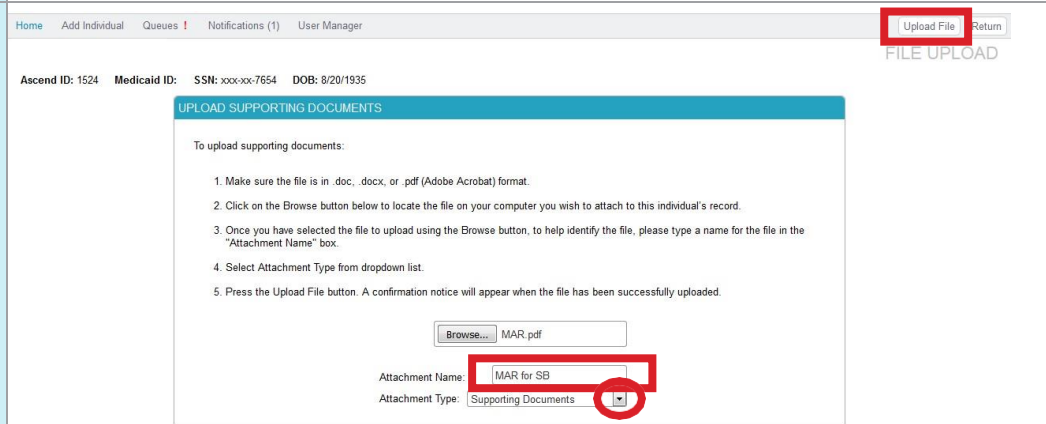 Home Add Individual Queues ! Notifications (1) User Manager Upload File Return
FILE UPLOAD
Ascend ID: 1524 Medicaid ID: SSN: xxx-xx-7654 DOB: 8/20/1935
UPLOAD SUPPORTING DOCUMENTS
To upload supporting documents:
1. Make sure the file is in .doc, .docx, or .pdf (Adobe Acrobat) format.
2. Click on the Browse button below to locate the file on your computer you wish to attach to this individual's record.
3. Once you have selected the file to upload using the Browse button, to help identify the file, please type a name for the file in the
"Attachment Name" box.
4. Select Attachment Type from dropdown list.
5. Press the Upload File button. A confirmation notice will appear when the file has been successfully uploaded.
Browse... MAR.pdf
Attachment Name: MAR for SB
Attachment Type: Supporting Documents